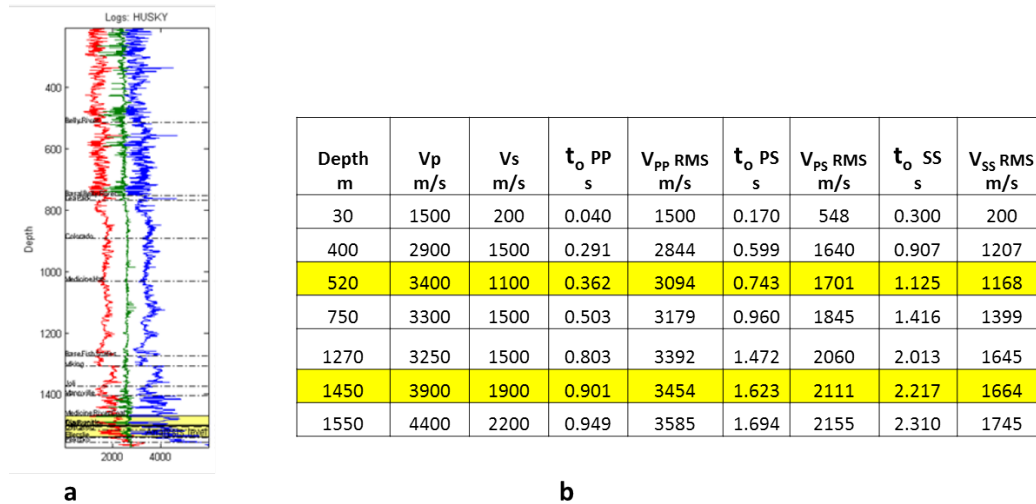 Logs: HUSKY
Depth
400
600
800
1000
1200
1400
2000 4000
Colorado
Medicine Hat
Viking
a
Depth m Vp m/s Vs m/s to PP s VPP RMS m/s to PS s VPS RMS m/s to SS s VSS RMS m/s
30 1500 200 0.040 1500 0.170 548 0.300 200
400 2900 1500 0.291 2844 0.599 1640 0.907 1207
520 3400 1100 0.362 3094 0.743 1701 1.125 1168
750 3300 1500 0.503 3179 0.960 1845 1.416 1399
1270 3250 1500 0.803 3392 1.472 2060 2.013 1645
1450 3900 1900 0.901 3454 1.623 2111 2.217 1664
1550 4400 2200 0.949 3585 1.694 2155 2.310 1745
b